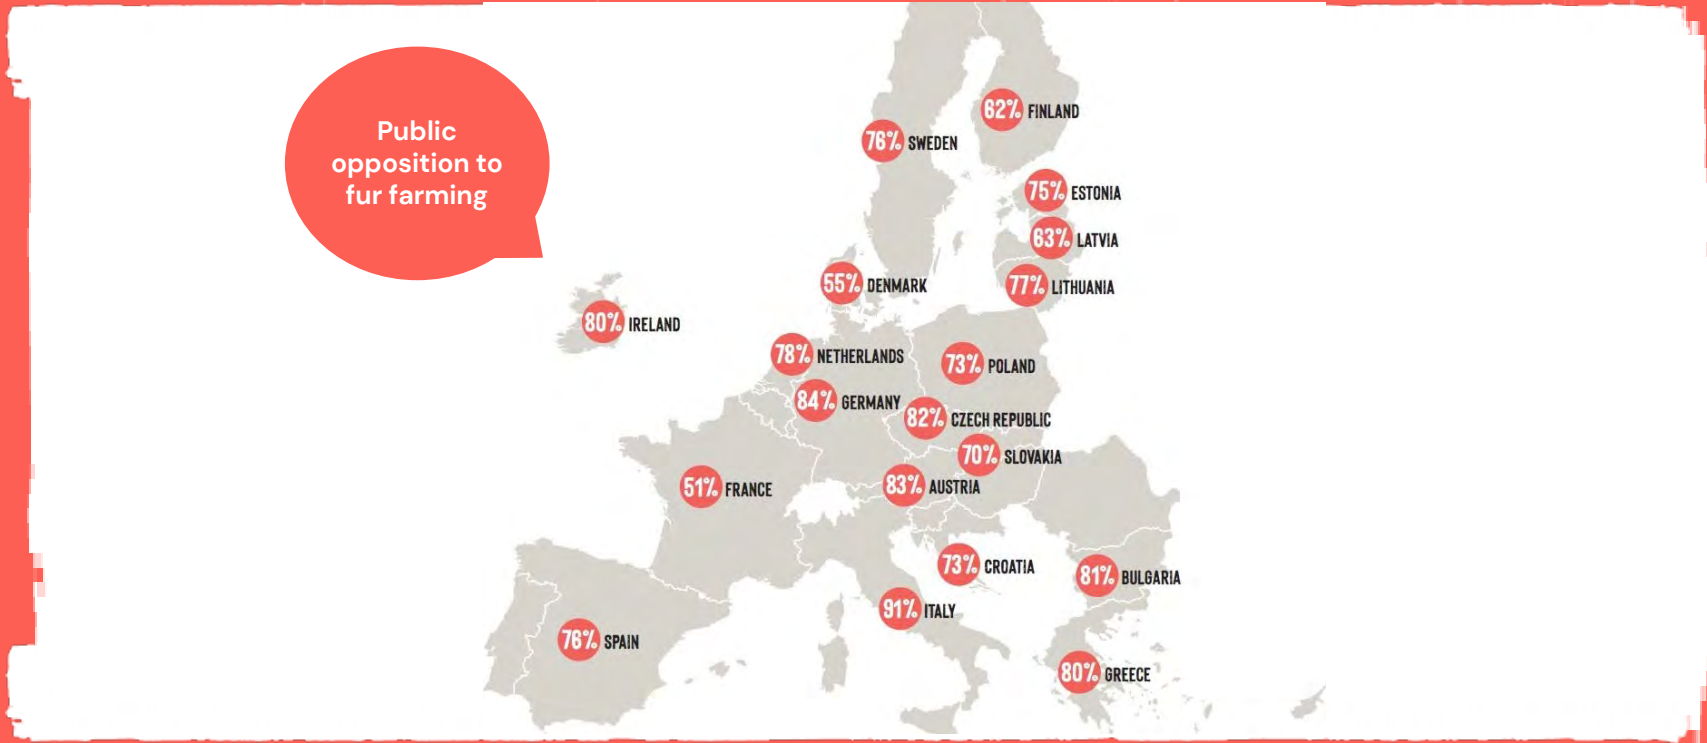 Public
opposition to
fur farming
62% FINLAND
76% SWEDEN
75% ESTONIA
63% LATVIA
55% DENMARK
77% LITHUANIA
80% IRELAND
78% NETHERLANDS
73% POLAND
84% GERMANY
82% CZECH REPUBLIC
70% SLOVAKIA
51% FRANCE
83% AUSTRIA
73% CROATIA
81% BULGARIA
91% ITALY
76% SPAIN
80% GREECE